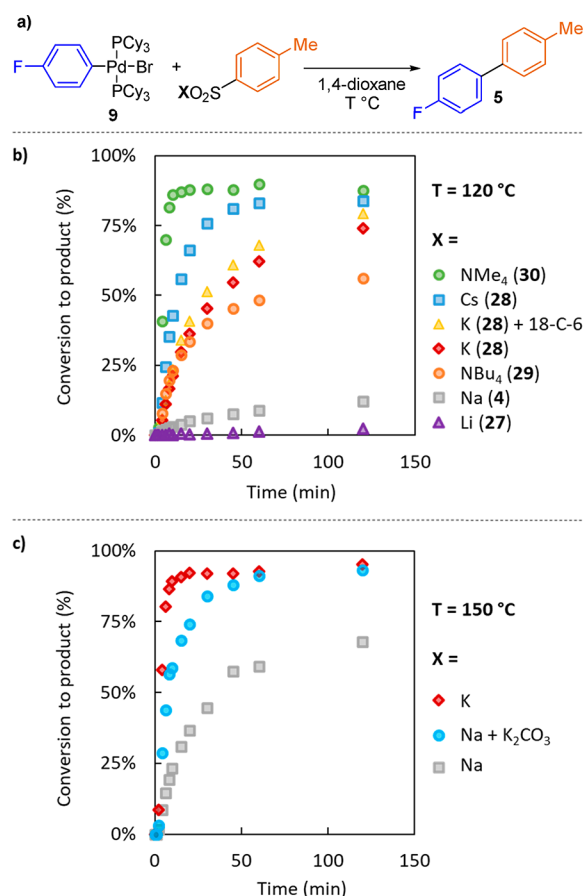 a)
PCy3
F
Pd
Br
PCy3
9
+
Me
XO2S
1,4-dioxane
T °C
Me
F
5
b)
100%
75%
50%
25%
0%
Conversion to product (%)
0
50
100
150
Time (min)
T = 120 °C
X =
NMe4 (30)
Cs (28)
K (28) + 18-C-6
K (28)
NBu4 (29)
Na (4)
Li (27)
c)
100%
75%
50%
25%
0%
Conversion to product (%)
0
50
100
150
Time (min)
T = 150 °C
X =
K
Na + K2CO3
Na